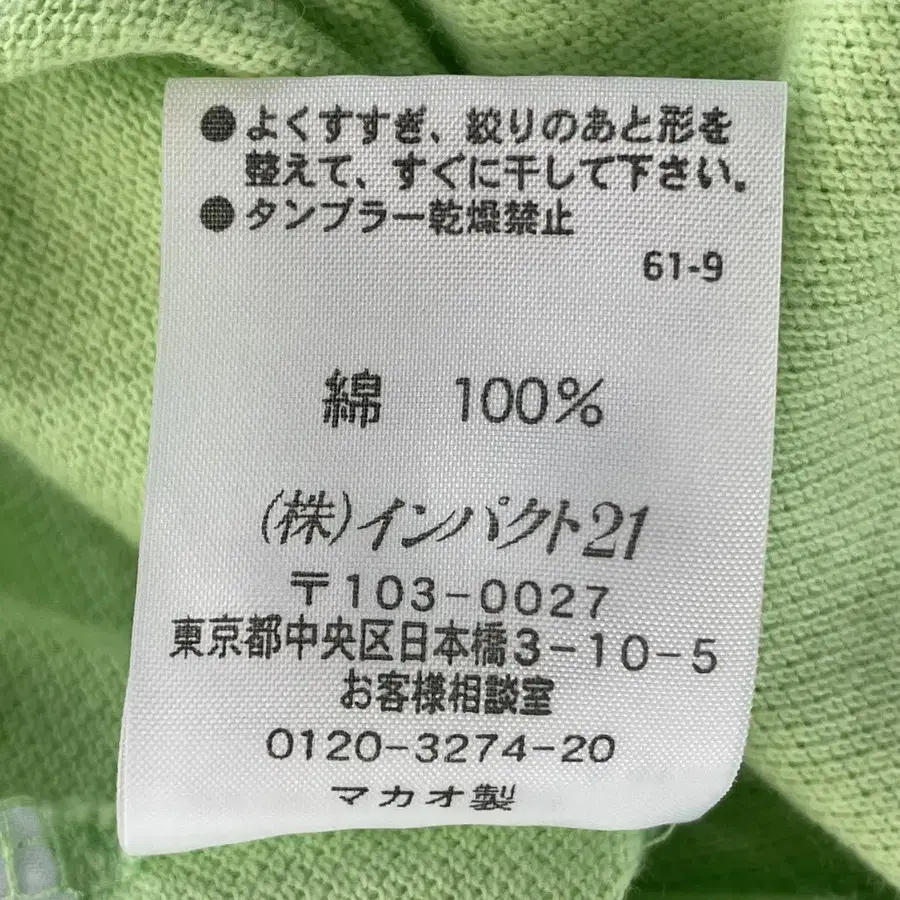 ●よくすすぎ、絞りのあと形を
整えて、すぐに干して下さい。
●タンブラー乾燥禁止
61-9
綿 100%
(株)インパクト21
〒103-0027
東京都中央区日本橋3-10-5
お客様相談室
0120-3274-20
マカオ製